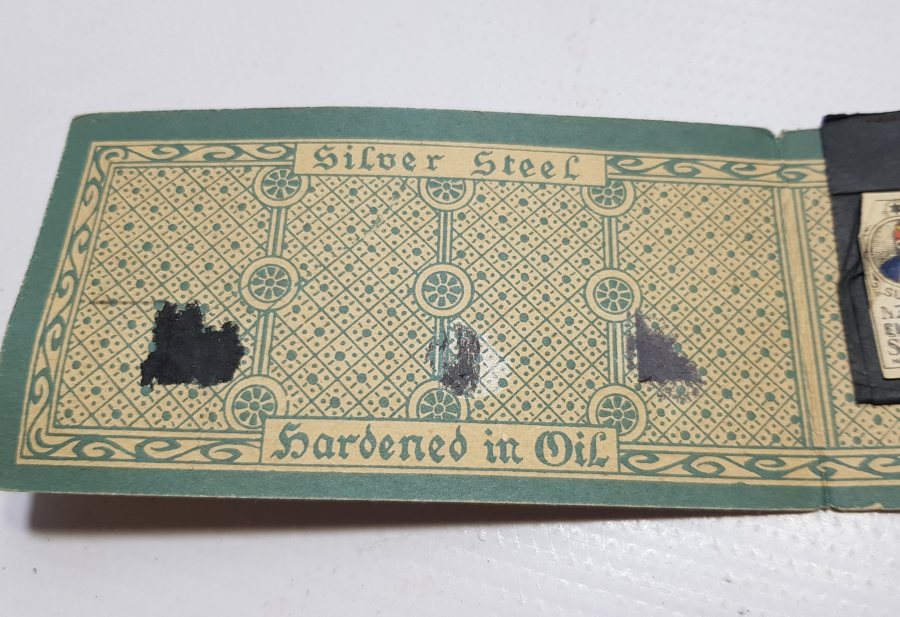 Silver Steel
Hardened in Oil